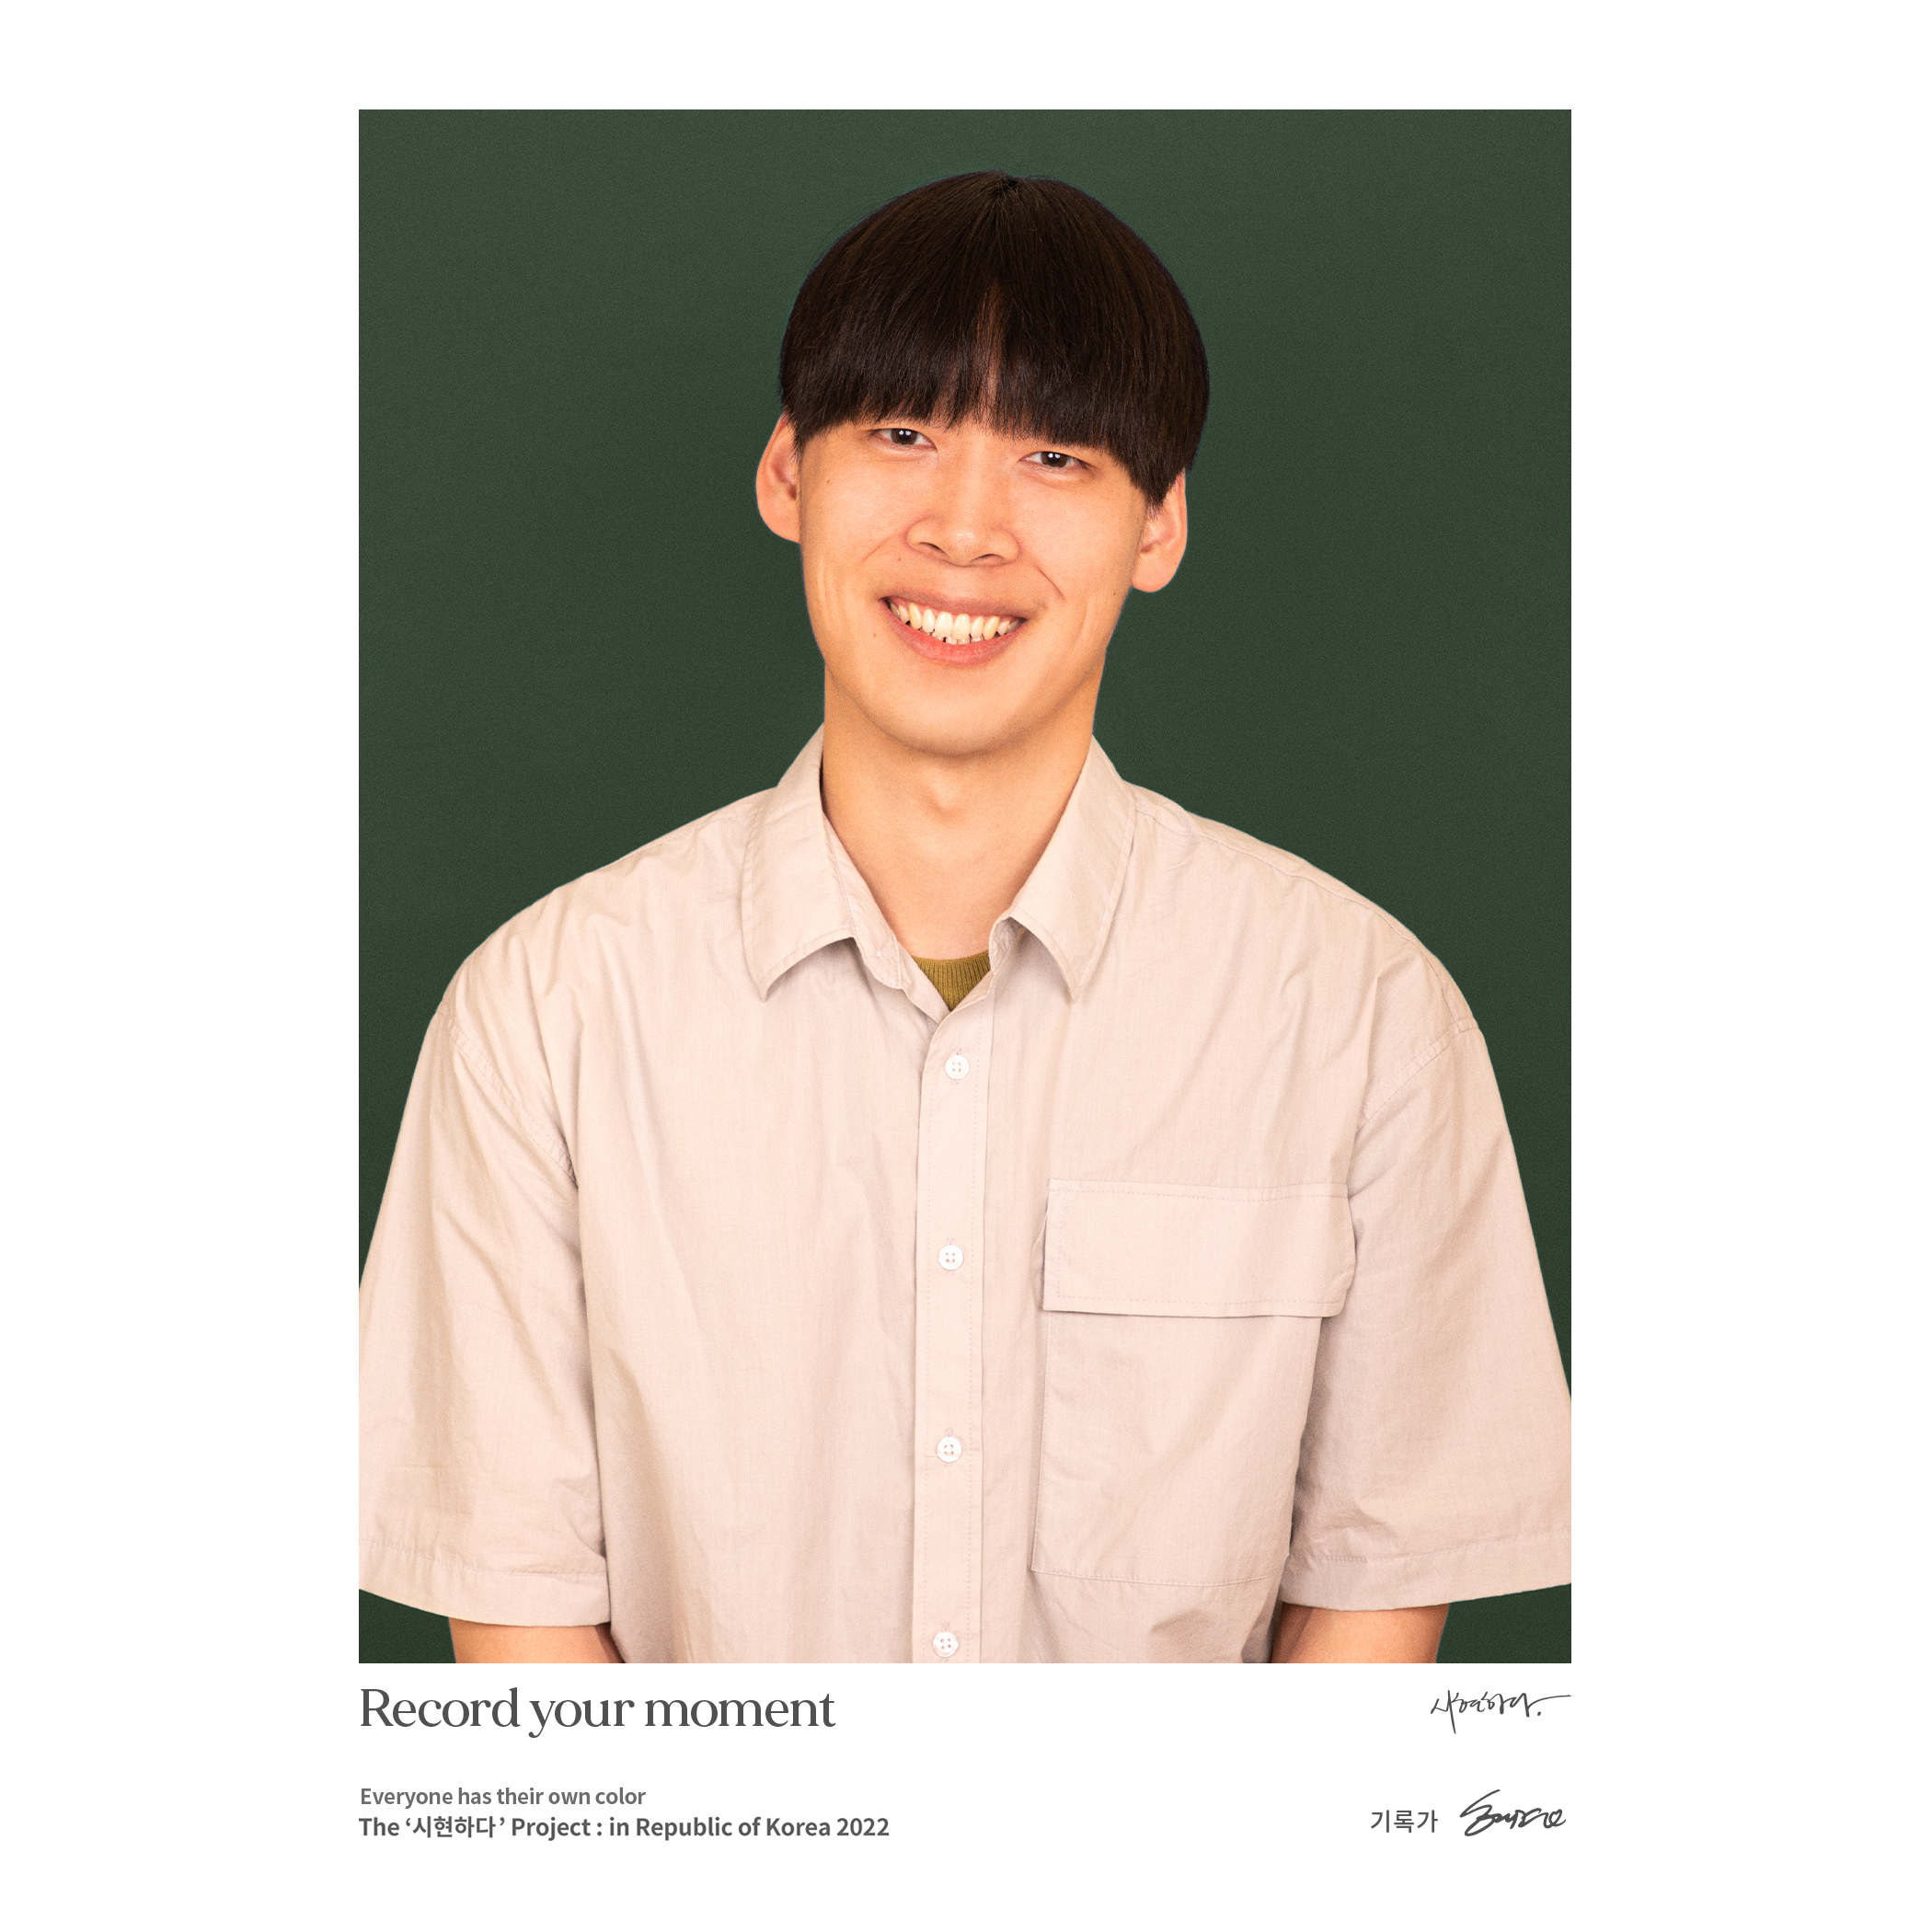 Record your moment
시현하다.
Everyone has their own color
The ‘시현하다’ Project : in Republic of Korea 2022
기록가